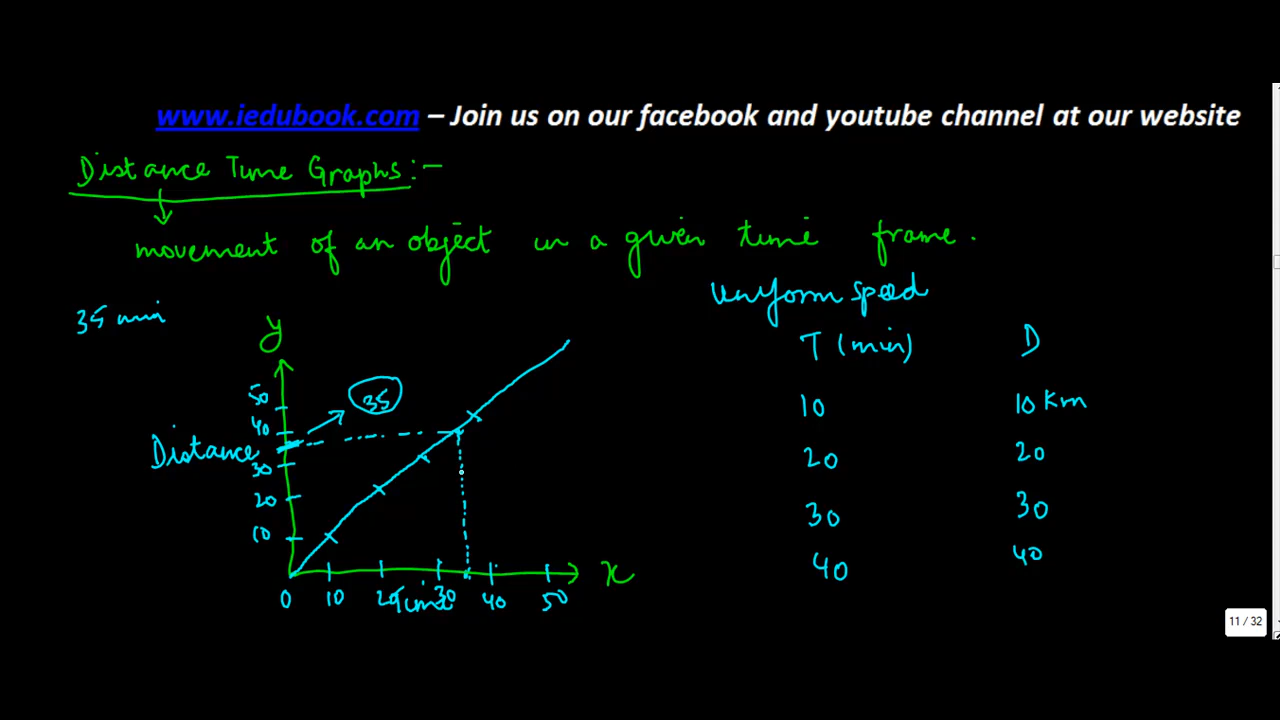 www.iedubook.com – Join us on our facebook and youtube channel at our website
Distance Time Graphs :-
movement of an object in a given time frame.
Uniform speed
35 min
y
T (min) D
50
35
10 10 Km
40
Distance
20 20
30
20
30 30
10
40 40
x
0 10 20 30 40 50
Time
11 / 32